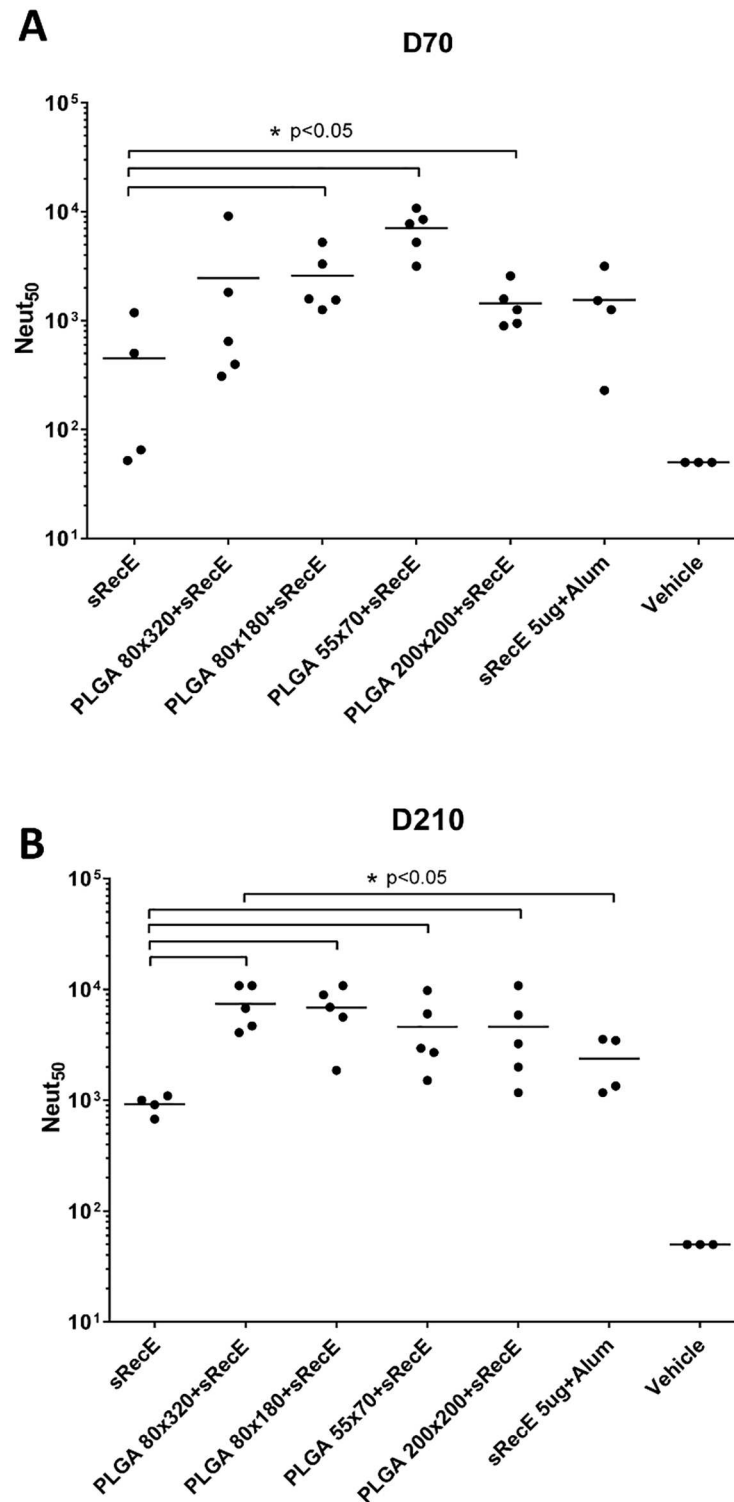 A
D70
10⁵
* p<0.05
10⁴
10³
10²
10¹
Neut₅₀
sRecE
PLGA 80x320+sRecE
PLGA 80x180+sRecE
PLGA 55x70+sRecE
PLGA 200x200+sRecE
sRecE 5ug+Alum
Vehicle
B
D210
10⁵
* p<0.05
10⁴
10³
10²
10¹
Neut₅₀
sRecE
PLGA 80x320+sRecE
PLGA 80x180+sRecE
PLGA 55x70+sRecE
PLGA 200x200+sRecE
sRecE 5ug+Alum
Vehicle